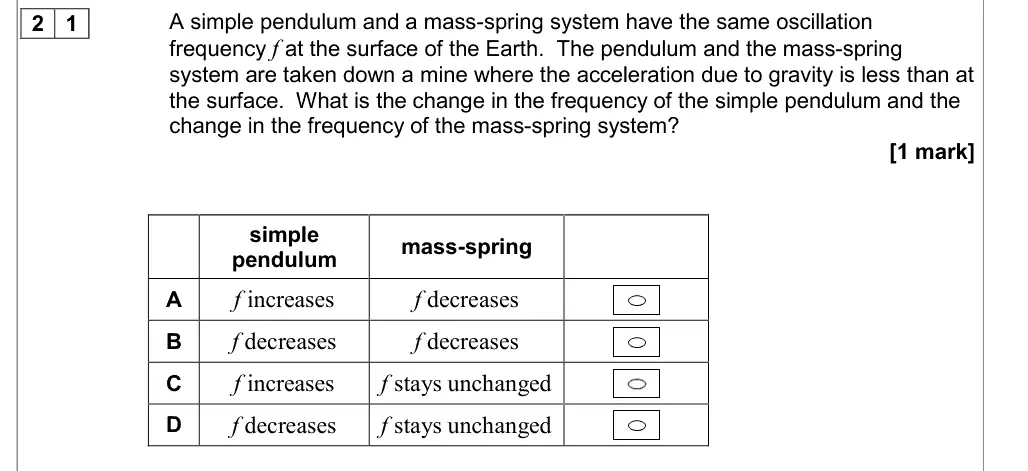 2 1 A simple pendulum and a mass-spring system have the same oscillation
frequency f at the surface of the Earth. The pendulum and the mass-spring
system are taken down a mine where the acceleration due to gravity is less than at
the surface. What is the change in the frequency of the simple pendulum and the
change in the frequency of the mass-spring system?
[1 mark]
simple pendulum mass-spring
A f increases f decreases
B f decreases f decreases
C f increases f stays unchanged
D f decreases f stays unchanged